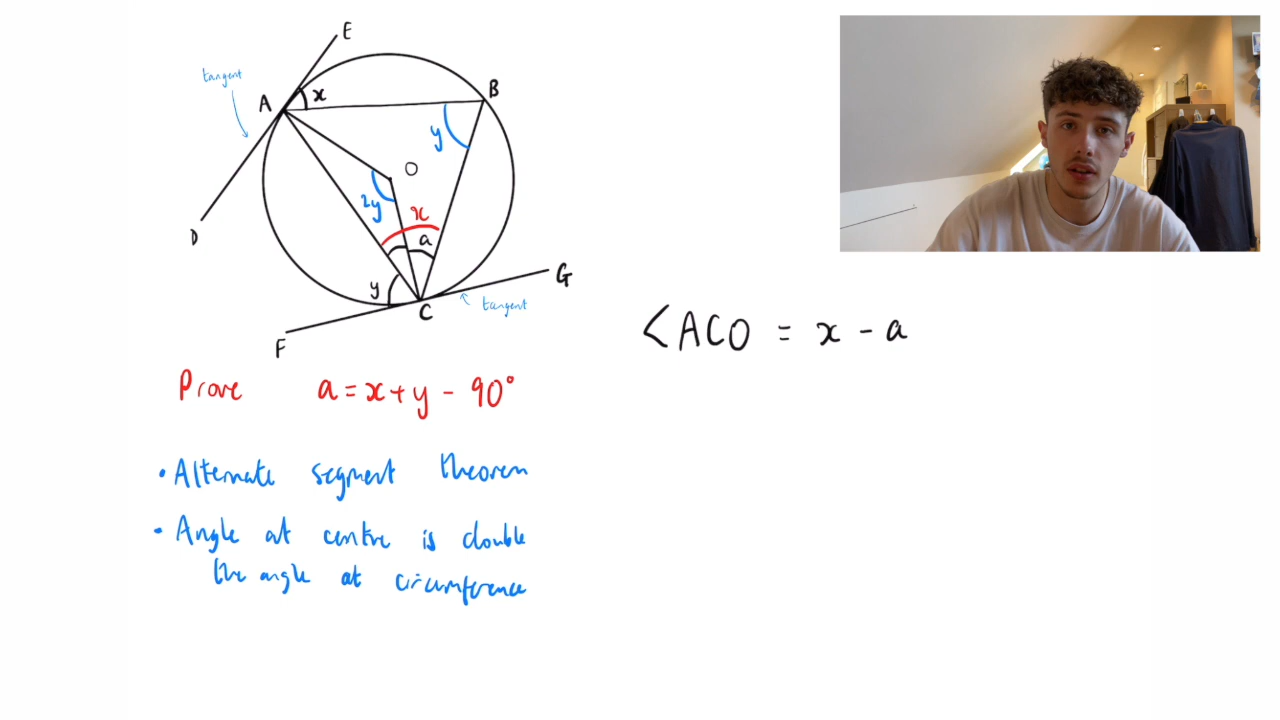 E
tangent
A
x
B
y
O
2y
x
a
D
y
G
C
tangent
F
<ACO = x - a
Prove a = x + y - 90°
• Alternate segment theorem
• Angle at centre is double
the angle at circumference